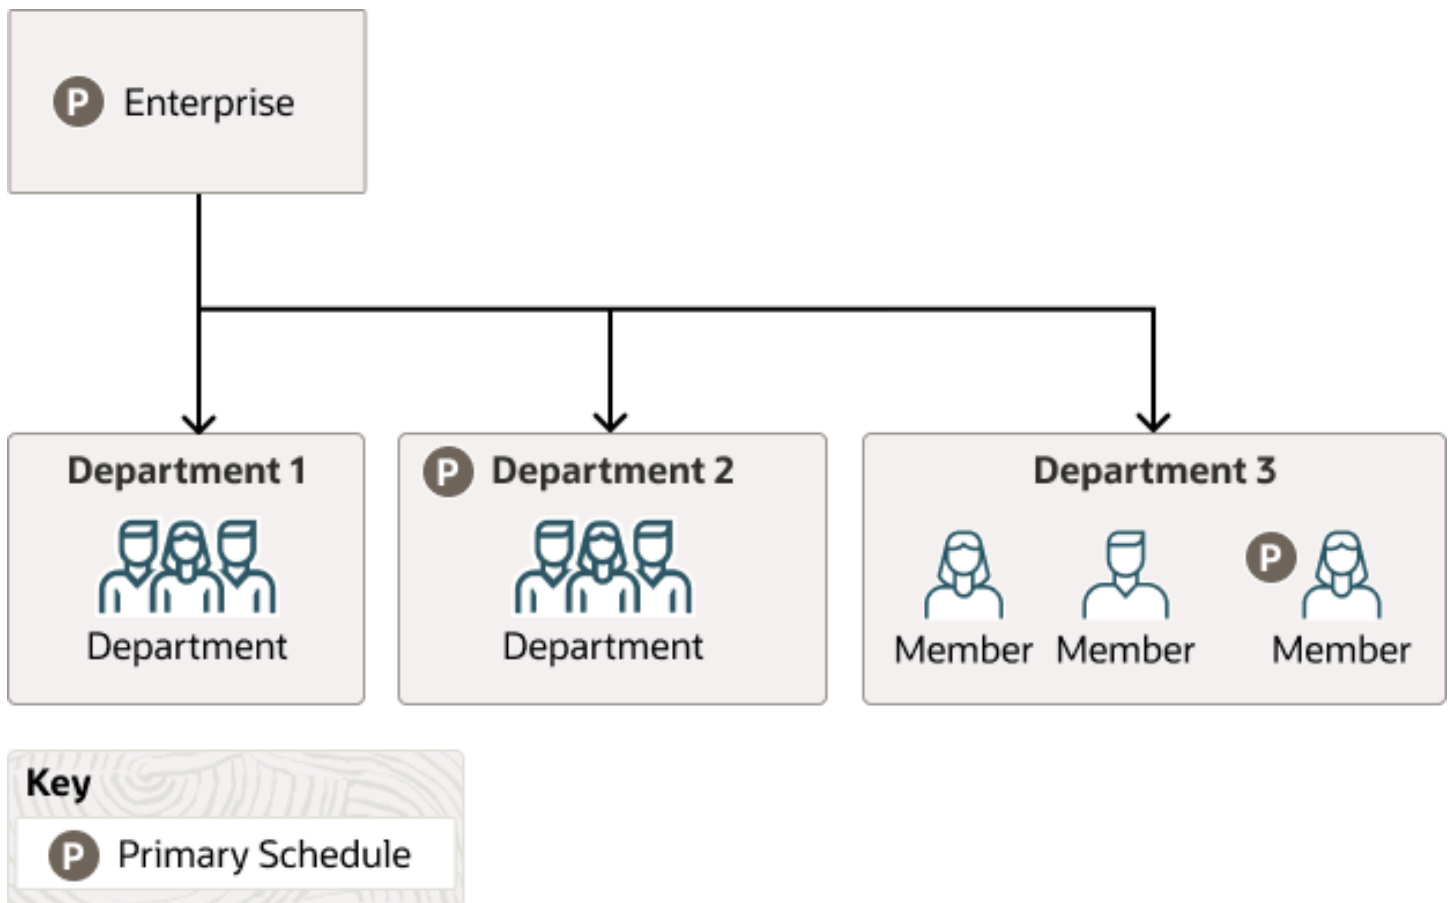 P Enterprise
Department 1
Department
P Department 2
Department
Department 3
P
Member Member Member
Key
P Primary Schedule